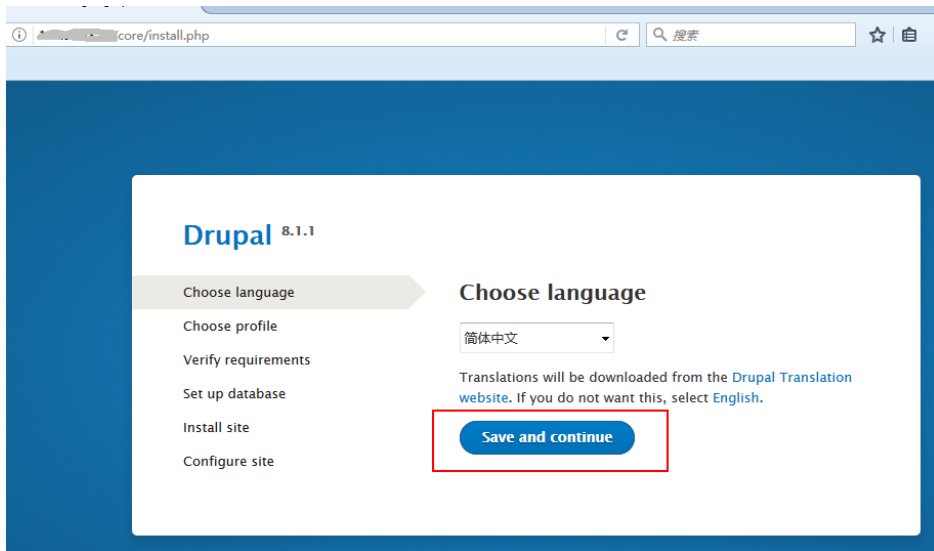 core/install.php
搜索
Drupal 8.1.1
Choose language
Choose profile
Verify requirements
Set up database
Install site
Configure site
Choose language
简体中文
Translations will be downloaded from the Drupal Translation
website. If you do not want this, select English.
Save and continue